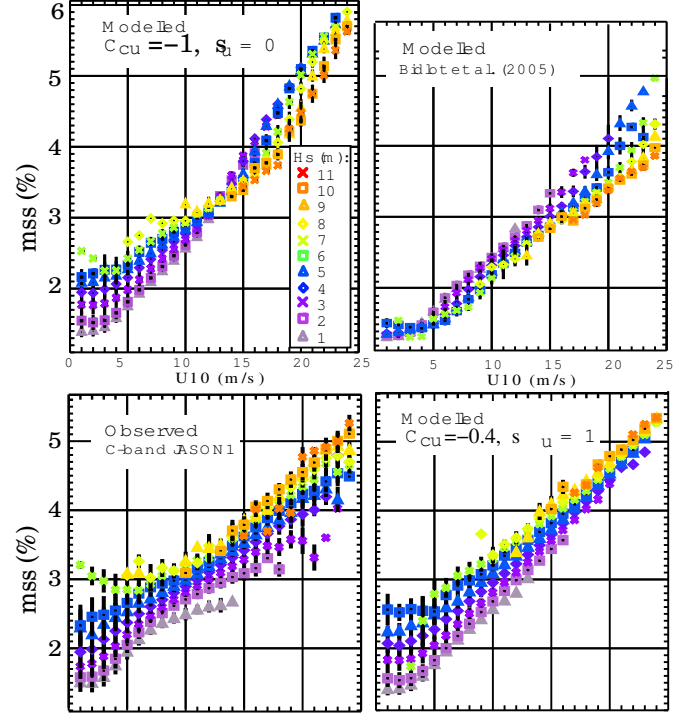 6
5
4
3
2
mss (%)
Modelled
Ccu=-1, su = 0
Hs (m):
11
10
9
8
7
6
5
4
3
2
1
0 5 10 15 20 25
U10 (m/s)
Modelled
Bidlot et al. (2005)
0 5 10 15 20 25
U10 (m/s)
5
4
3
2
mss (%)
Observed
C-band JASON1
Modelled
Ccu=-0.4, s u = 1